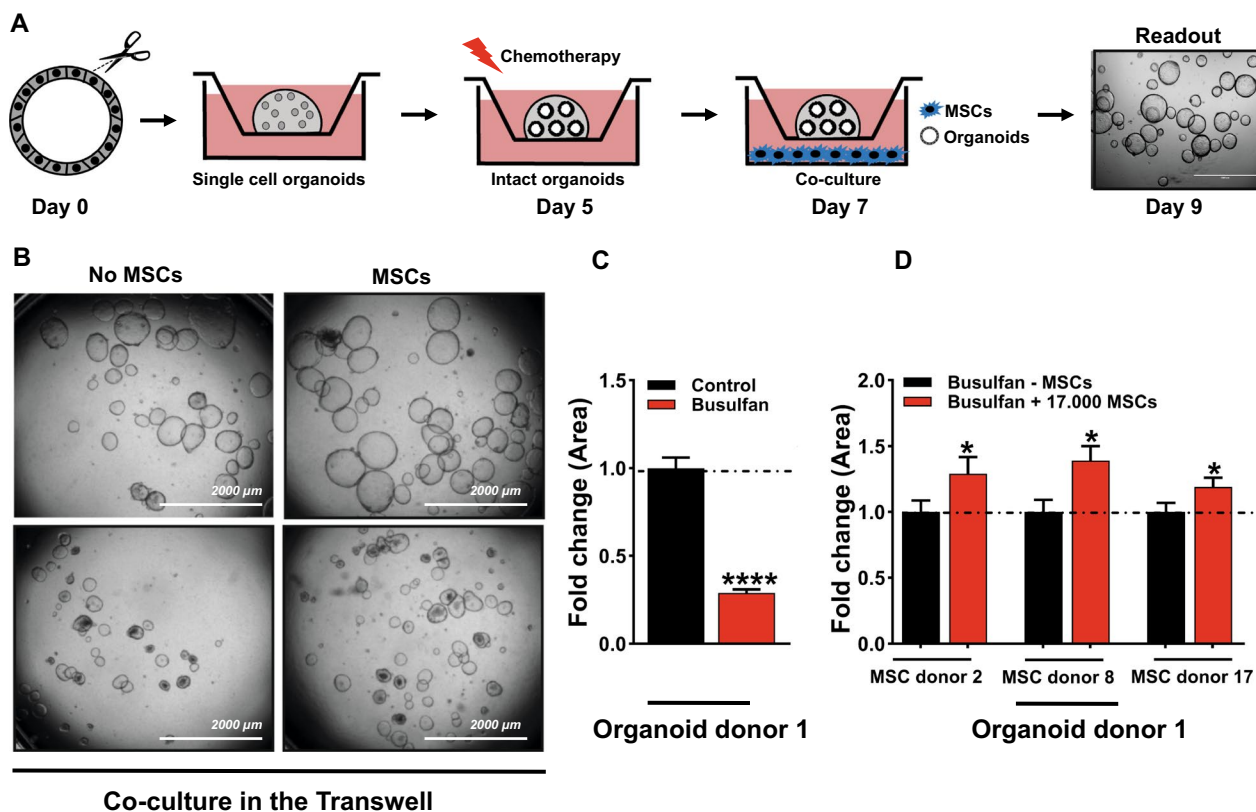 A
Chemotherapy
Readout
MSCs
Organoids
Single cell organoids
Intact organoids
Co-culture
Day 0
Day 5
Day 7
Day 9
B
No MSCs
MSCs
2000 µm
2000 µm
2000 µm
2000 µm
Co-culture in the Transwell
C
Control
Busulfan
Fold change (Area)
1.5
1.0
0.5
0.0
****
Organoid donor 1
D
Busulfan - MSCs
Busulfan + 17.000 MSCs
Fold change (Area)
2.0
1.5
1.0
0.5
0.0
*
*
*
MSC donor 2
MSC donor 8
MSC donor 17
Organoid donor 1